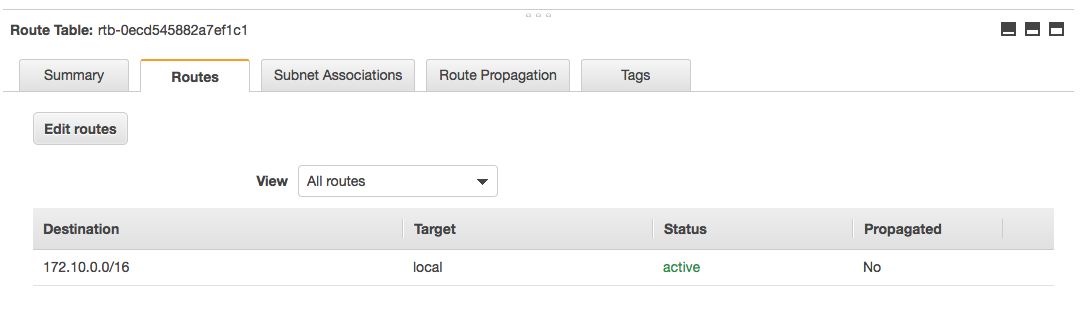 Route Table: rtb-0ecd545882a7ef1c1
Summary Routes Subnet Associations Route Propagation Tags
Edit routes
View All routes
Destination Target Status Propagated
172.10.0.0/16 local active No